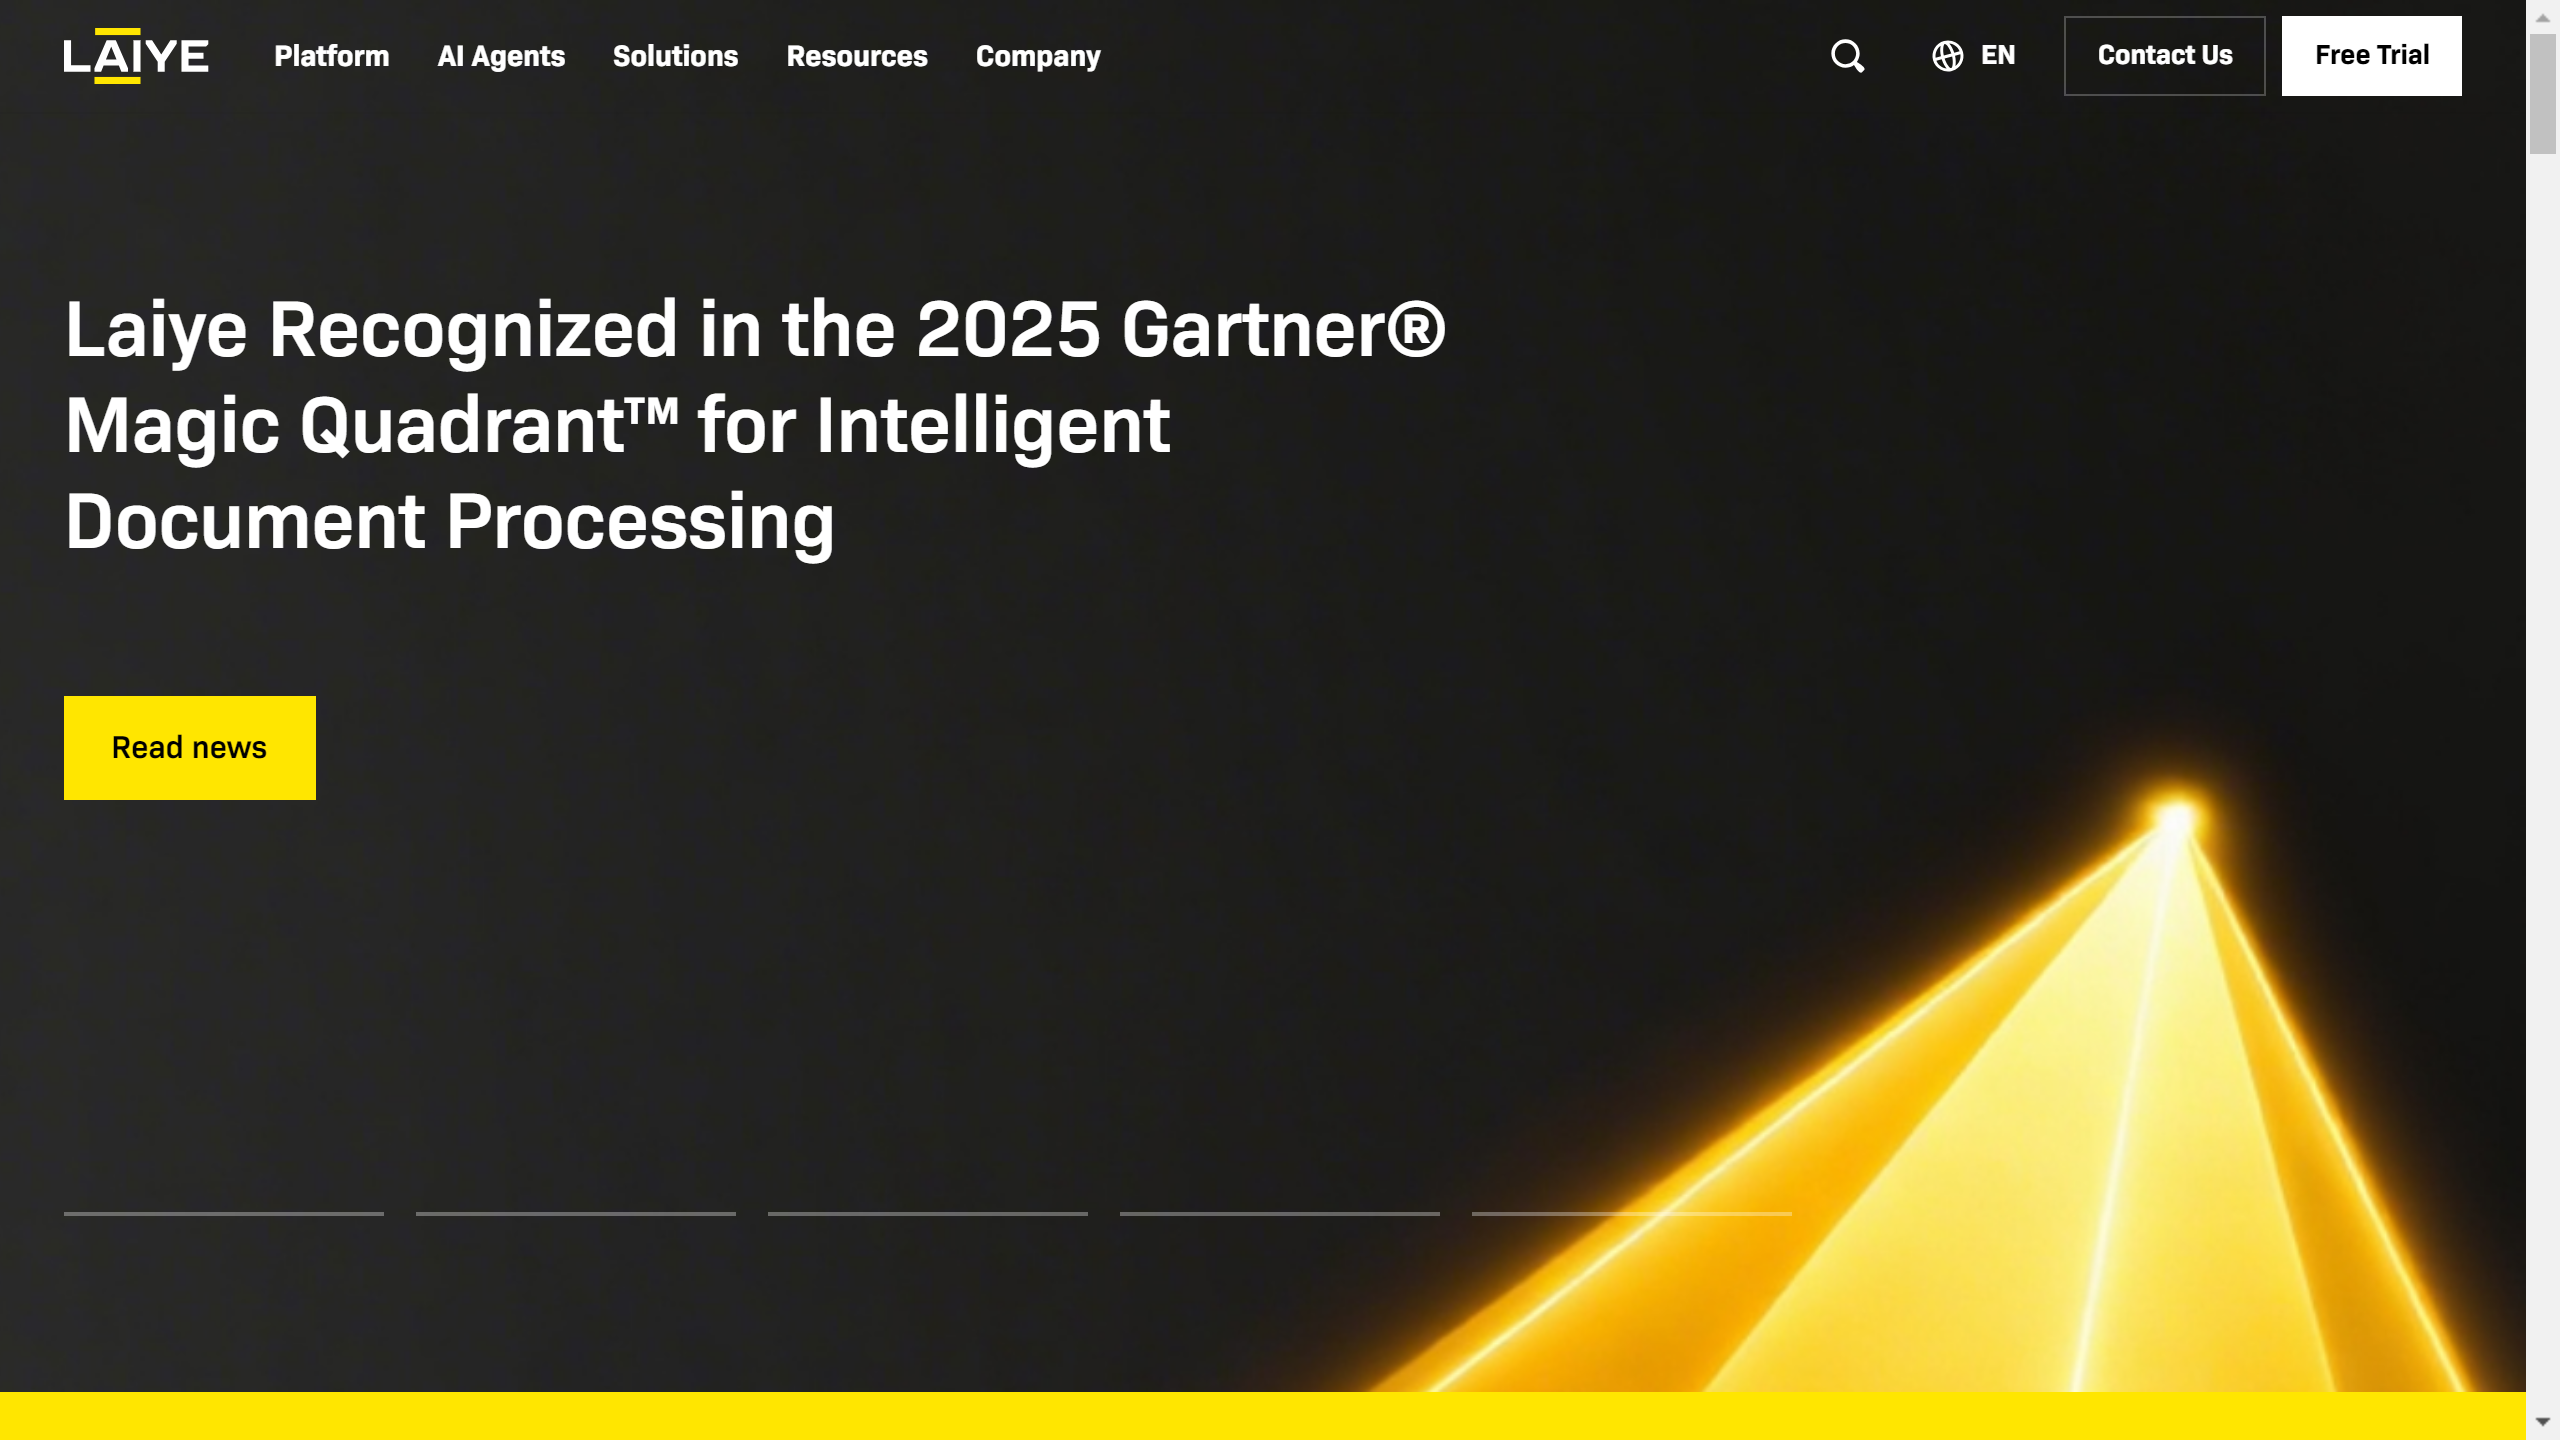 LAIYE
Platform
AI Agents
Solutions
Resources
Company
EN
Contact Us
Free Trial
Laiye Recognized in the 2025 Gartner®
Magic Quadrant™ for Intelligent
Document Processing
Read news